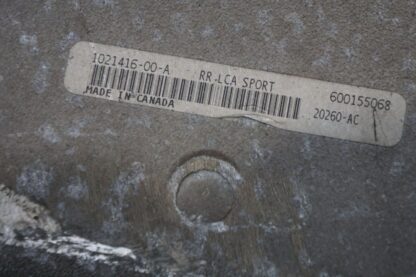 1021416-00-A RR LCA SPORT 600155068
MADE IN CANADA 20260-AC